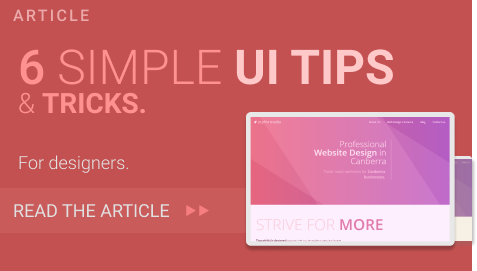 ARTICLE
6 SIMPLE UI TIPS
& TRICKS.
For designers.
READ THE ARTICLE
Professional
Website Design in
Canberra
STRIVE FOR MORE